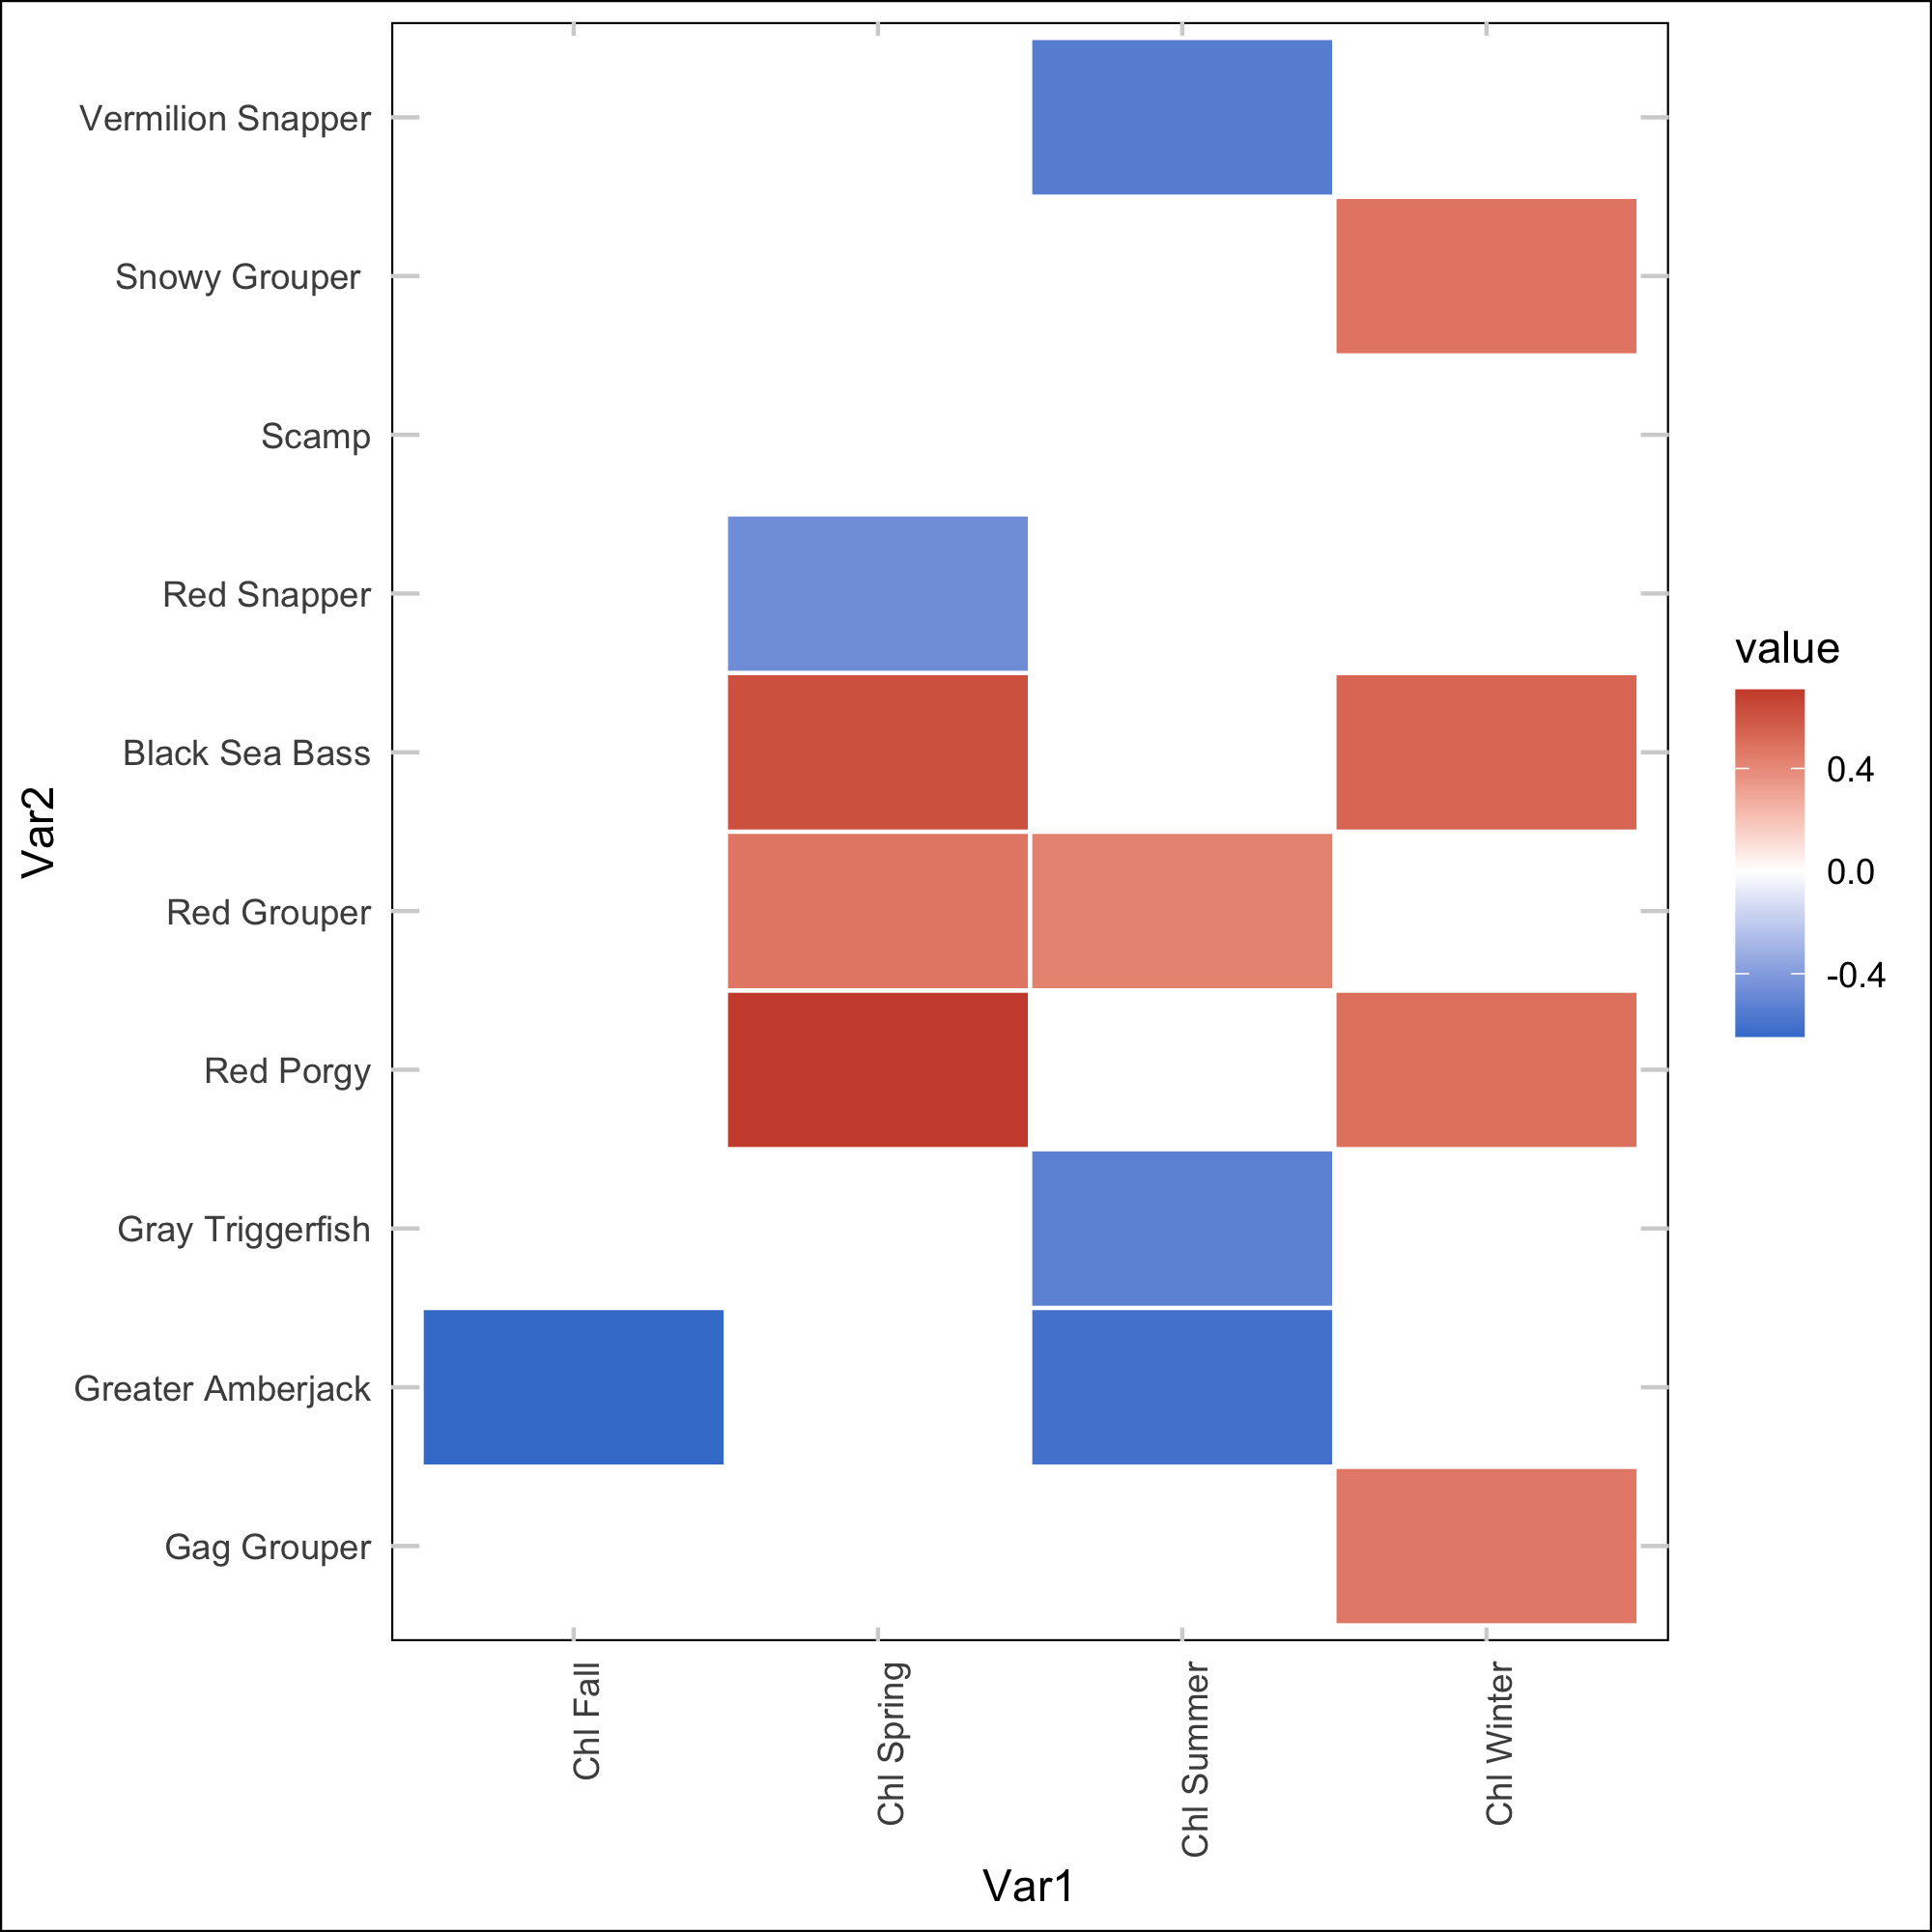 Vermilion Snapper
Snowy Grouper
Scamp
Red Snapper
Black Sea Bass
Red Grouper
Red Porgy
Gray Triggerfish
Greater Amberjack
Gag Grouper
Var2
Chl Fall
Chl Spring
Chl Summer
Chl Winter
Var1
value
0.4
0.0
-0.4